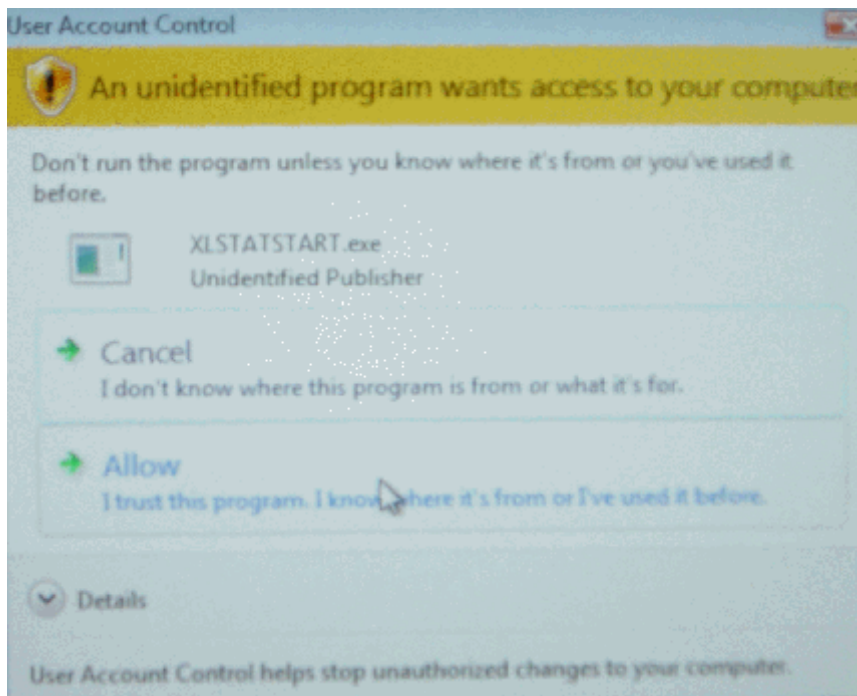 User Account Control
An unidentified program wants access to your computer
Don't run the program unless you know where it's from or you've used it
before.
XLSTATSTART.exe
Unidentified Publisher
Cancel
I don't know where this program is from or what it's for.
Allow
I trust this program. I know where it's from or I've used it before.
Details
User Account Control helps stop unauthorized changes to your computer.